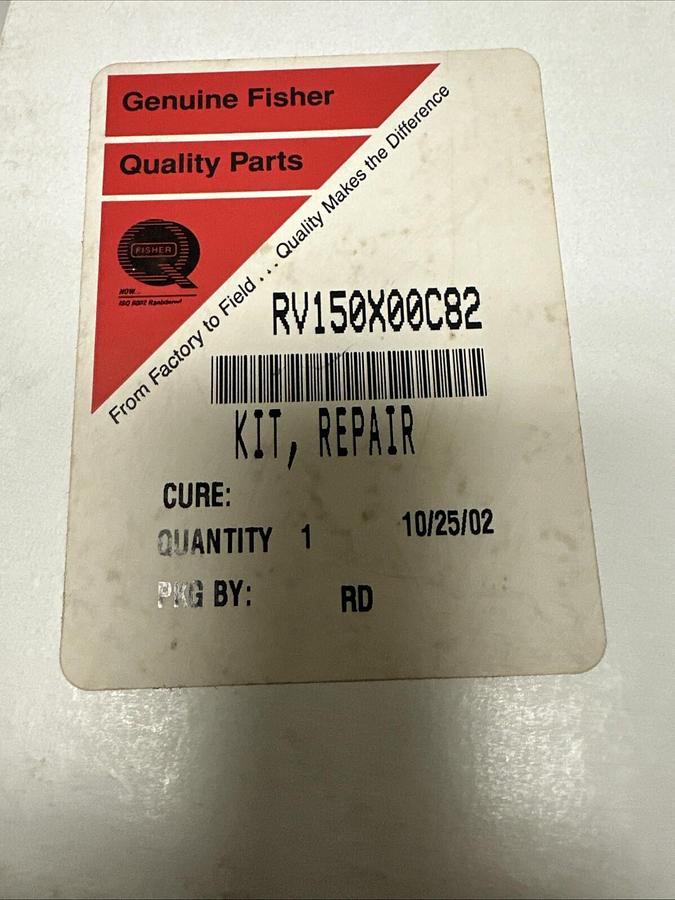 Genuine Fisher
Quality Parts
FISHER
NOW...
From Factory to Field ... Quality Makes the Difference
RV150X00C82
KIT, REPAIR
CURE:
QUANTITY 1 10/25/02
PKG BY: RD